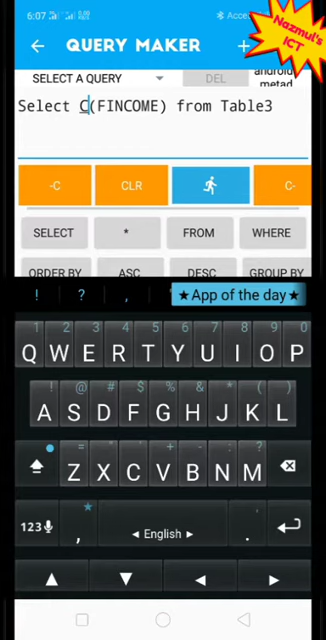 6:07
Acce
Nazmul's
ICT
QUERY MAKER
+
SELECT A QUERY
DEL
android
metad
Select C(FINCOME) from Table3
-C CLR C-
SELECT * FROM WHERE
ORDER BY ASC DESC GROUP BY
! ? , ★App of the day★
1 2 3 4 5 6 7 8 9 0
Q W E R T Y U I O P
! @ # $ % & * ( )
A S D F G H J K L
Z X C V B N M
123 , ◄ English ► .